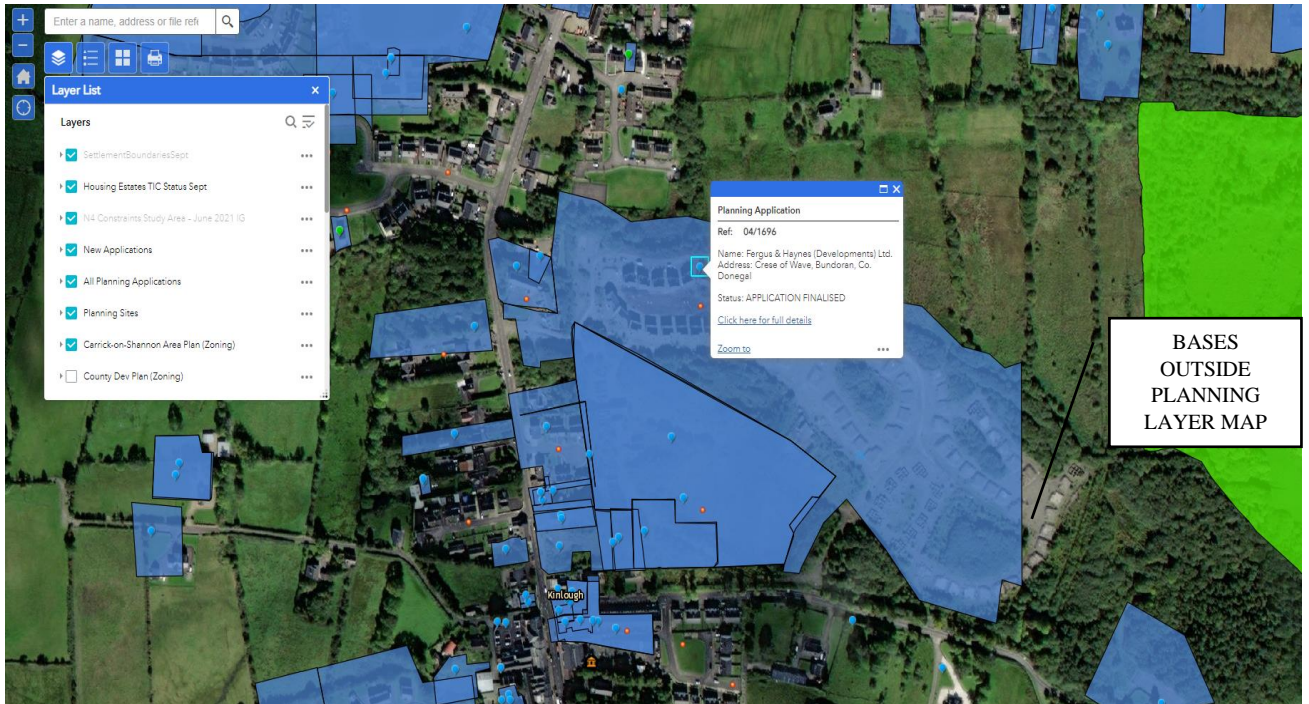 Enter a name, address or file refe
Layer List
Layers
SettlementBoundariesSept
Housing Estates TIC Status Sept
N4 Constraints Study Area – June 2021 IG
New Applications
All Planning Applications
Planning Sites
Carrick-on-Shannon Area Plan (Zoning)
County Dev Plan (Zoning)
Planning Application
Ref: 04/1696
Name: Fergus & Haynes (Developments) Ltd.
Address: Crese of Wave, Bundoran, Co.
Donegal
Status: APPLICATION FINALISED
Click here for full details
Zoom to
BASES
OUTSIDE
PLANNING
LAYER MAP
Kinlough